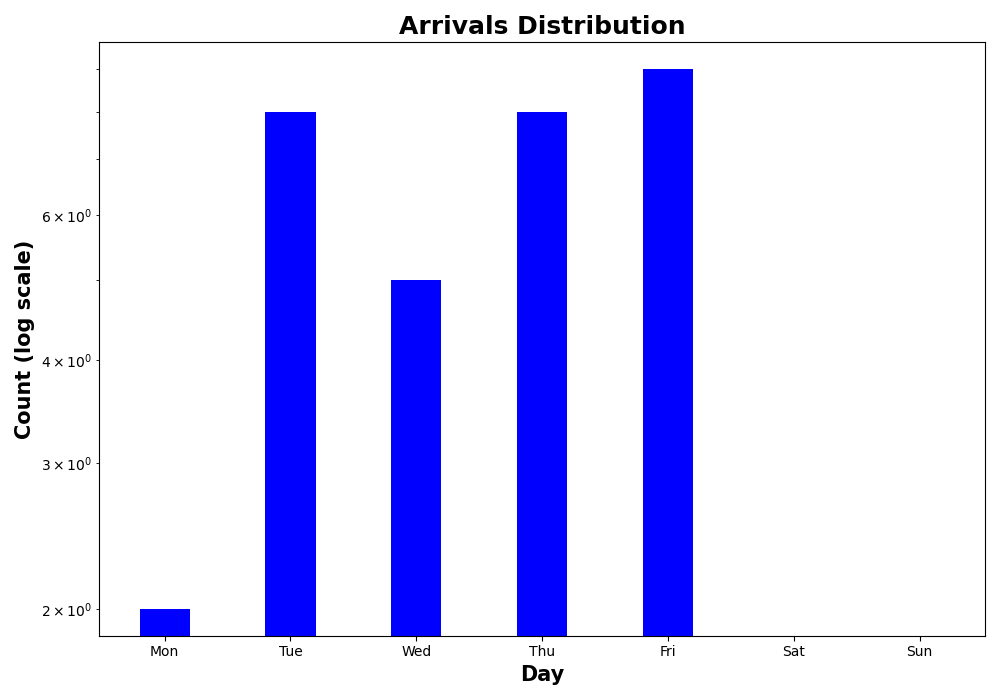 Arrivals Distribution
Count (log scale)
6 × 10⁰
4 × 10⁰
3 × 10⁰
2 × 10⁰
Mon Tue Wed Thu Fri Sat Sun
Day